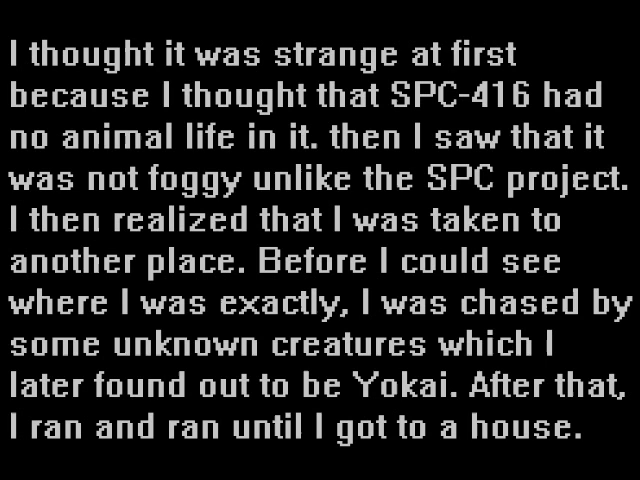 I thought it was strange at first
because I thought that SPC-416 had
no animal life in it. then I saw that it
was not foggy unlike the SPC project.
I then realized that I was taken to
another place. Before I could see
where I was exactly, I was chased by
some unknown creatures which I
later found out to be Yokai. After that,
I ran and ran until I got to a house.